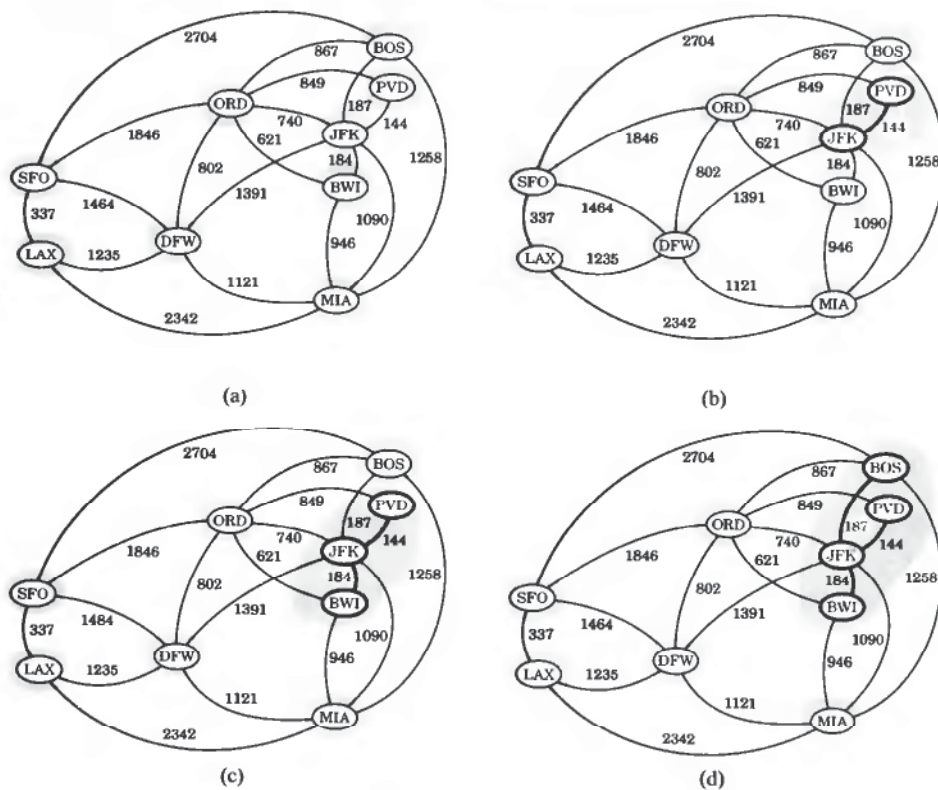 2704
BOS
867
849
PVD
ORD
187
740
144
1846
JFK
621
184
1258
SFO
802
BWI
1464
1391
337
1090
DFW
946
LAX
1235
1121
MIA
2342
(a)
2704
BOS
867
849
PVD
ORD
187
740
144
1846
JFK
621
184
1258
SFO
802
BWI
1464
1391
337
1090
DFW
946
LAX
1235
1121
MIA
2342
(b)
2704
BOS
867
849
PVD
ORD
187
740
144
1846
JFK
621
184
1258
SFO
802
BWI
1484
1391
337
1090
DFW
946
LAX
1235
1121
MIA
2342
(c)
2704
BOS
867
849
PVD
ORD
187
740
144
1846
JFK
621
184
1258
SFO
802
BWI
1464
1391
337
1090
DFW
946
LAX
1235
1121
MIA
2342
(d)